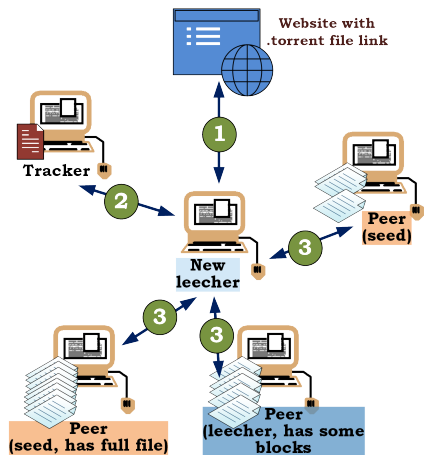 Website with
.torrent file link
1
Tracker
2
Peer
(seed)
3
New
leecher
3
3
Peer
(seed, has full file)
Peer
(leecher, has some
blocks